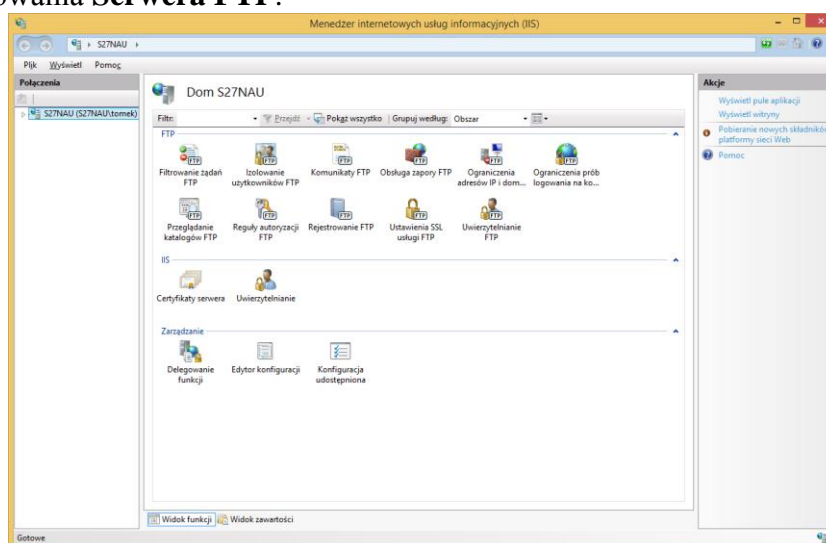 owania Serwera FTP.
Menedżer internetowych usług informacyjnych (IIS)
S27NAU
Plik Wyświetl Pomoc
Połączenia
S27NAU (S27NAU\tomek)
Dom S27NAU
Filtr: Przejdź Pokaż wszystko Grupuj według: Obszar
FTP
Filtrowanie żądań FTP
Izolowanie użytkowników FTP
Komunikaty FTP
Obsługa zapory FTP
Ograniczenia adresów IP i dom...
Ograniczenia prób logowania na ko...
Przeglądanie katalogów FTP
Reguły autoryzacji FTP
Rejestrowanie FTP
Ustawienia SSL usługi FTP
Uwierzytelnianie FTP
IIS
Certyfikaty serwera
Uwierzytelnianie
Zarządzanie
Delegowanie funkcji
Edytor konfiguracji
Konfiguracja udostępniona
Widok funkcji Widok zawartości
Gotowe
Akcje
Wyświetl pule aplikacji
Wyświetl witryny
Pobieranie nowych składników
platformy sieci Web
Pomoc